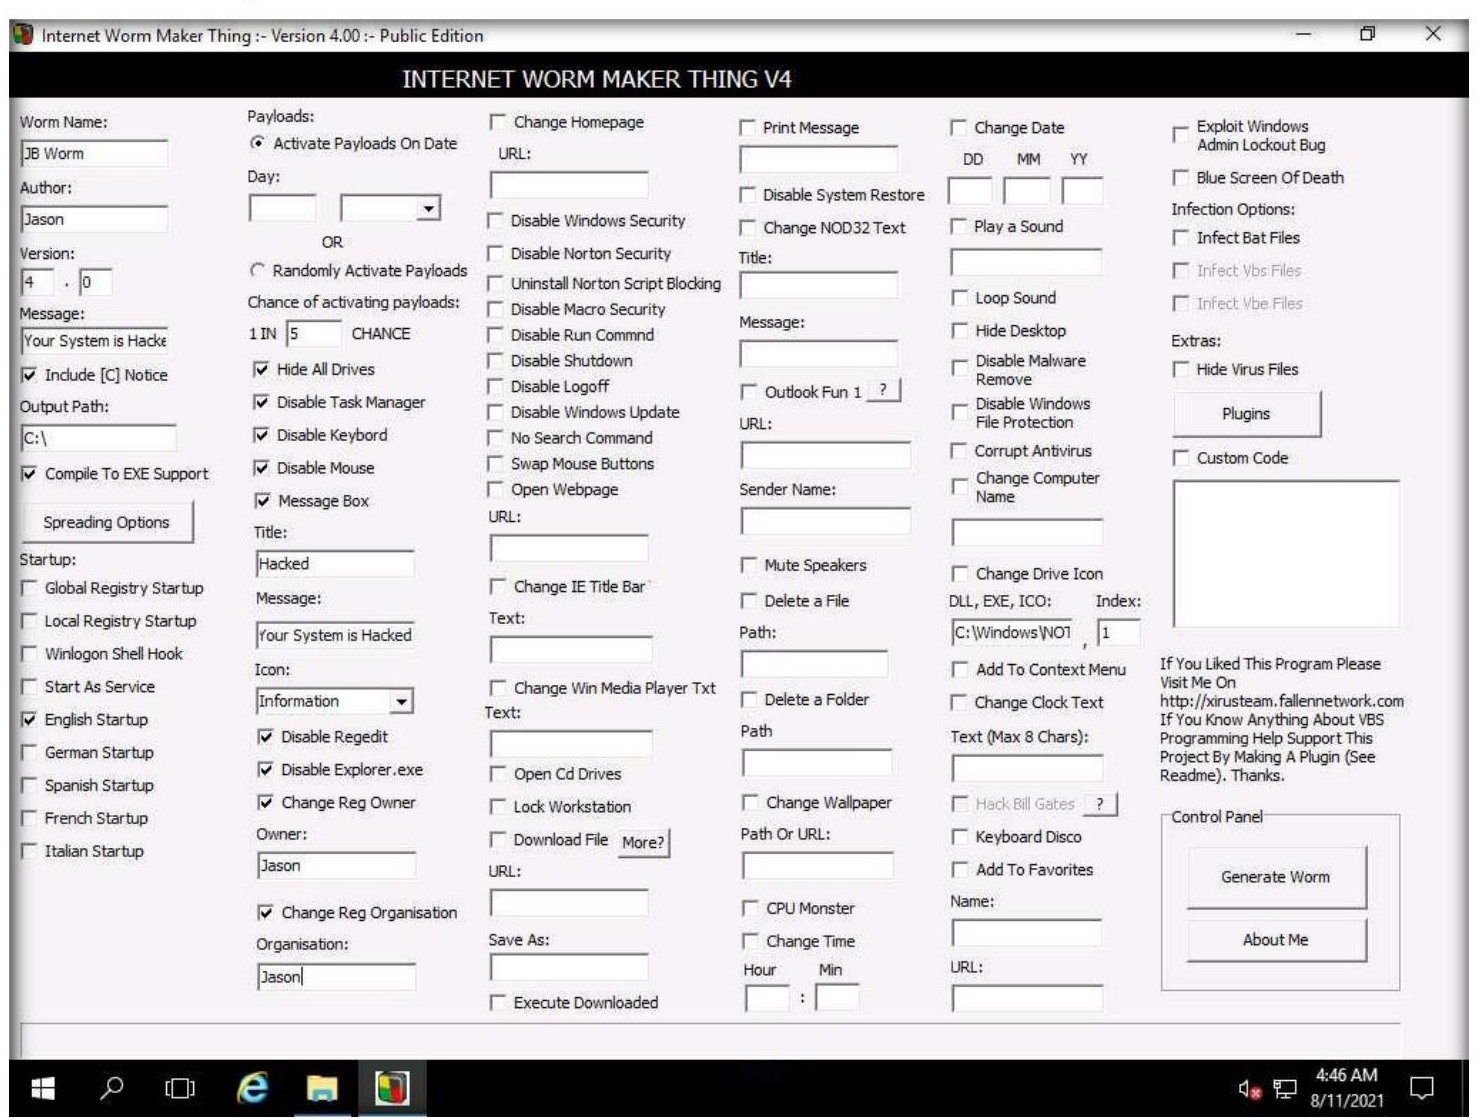 Internet Worm Maker Thing :- Version 4.00 :- Public Edition
INTERNET WORM MAKER THING V4
Worm Name:
JB Worm
Author:
Jason
Version:
4 . 0
Message:
Your System is Hacke
Include [C] Notice
Output Path:
C:\
Compile To EXE Support
Spreading Options
Startup:
Global Registry Startup
Local Registry Startup
Winlogon Shell Hook
Start As Service
English Startup
German Startup
Spanish Startup
French Startup
Italian Startup
Payloads:
Activate Payloads On Date
Day:
OR
Randomly Activate Payloads
Chance of activating payloads:
1 IN 5 CHANCE
Hide All Drives
Disable Task Manager
Disable Keybord
Disable Mouse
Message Box
Title:
Hacked
Message:
Your System is Hacked
Icon:
Information
Disable Regedit
Disable Explorer.exe
Change Reg Owner
Owner:
Jason
Change Reg Organisation
Organisation:
Jason
Change Homepage
URL:
Disable Windows Security
Disable Norton Security
Uninstall Norton Script Blocking
Disable Macro Security
Disable Run Commnd
Disable Shutdown
Disable Logoff
Disable Windows Update
No Search Command
Swap Mouse Buttons
Open Webpage
URL:
Change IE Title Bar
Text:
Change Win Media Player Txt
Text:
Open Cd Drives
Lock Workstation
Download File More?
URL:
Save As:
Execute Downloaded
Print Message
Disable System Restore
Change NOD32 Text
Title:
Message:
Outlook Fun 1 ?
URL:
Sender Name:
Mute Speakers
Delete a File
Path:
Delete a Folder
Path
Change Wallpaper
Path Or URL:
CPU Monster
Change Time
Hour Min
:
Change Date
DD MM YY
Play a Sound
Loop Sound
Hide Desktop
Disable Malware
Remove
Disable Windows
File Protection
Corrupt Antivirus
Change Computer
Name
Change Drive Icon
DLL, EXE, ICO: Index:
C:\Windows\NOT , 1
Add To Context Menu
Change Clock Text
Text (Max 8 Chars):
Hack Bill Gates ?
Keyboard Disco
Add To Favorites
Name:
URL:
Exploit Windows
Admin Lockout Bug
Blue Screen Of Death
Infection Options:
Infect Bat Files
Infect Vbs Files
Infect Vbe Files
Extras:
Hide Virus Files
Plugins
Custom Code
If You Liked This Program Please
Visit Me On
http://xirusteam.fallennetwork.com
If You Know Anything About VBS
Programming Help Support This
Project By Making A Plugin (See
Readme). Thanks.
Control Panel
Generate Worm
About Me
4:46 AM
8/11/2021